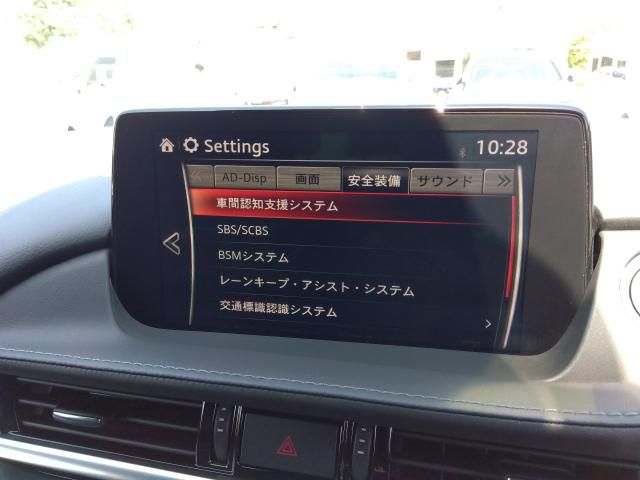 Settings 10:28
AD-Disp 画面 安全装備 サウンド
車間認知支援システム
SBS/SCBS
BSMシステム
レーンキープ・アシスト・システム
交通標識認識システム